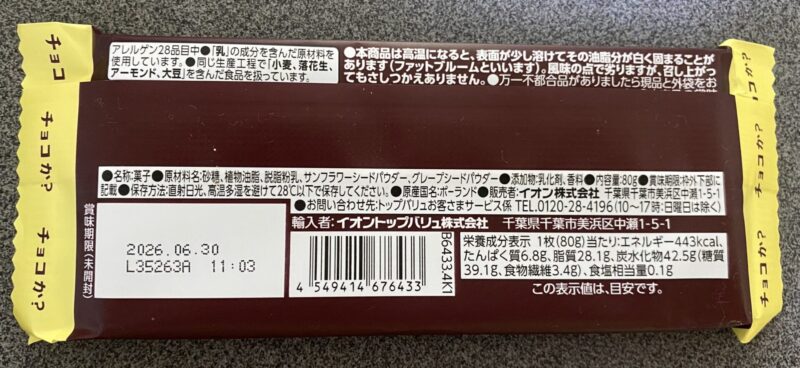 チョコ
アレルゲン28品目中●「乳」の成分を含んだ原材料を
使用しています。●同じ生産工程で「小麦、落花生、
アーモンド、大豆」を含んだ食品を扱っています。
●本商品は高温になると、表面が少し溶けてその油脂分が白く固まることが
あります(ファットブルームといいます)。風味の点で劣りますが、召し上がっ
てもさしつかえありません。●万一不都合品がありましたら現品と外袋をお
コか?
チョコか?
チョコか?
●名称:菓子●原材料名:砂糖、植物油脂、脱脂粉乳、サンフラワーシードパウダー、グレープシードパウダー●添加物:乳化剤、香料●内容量:80g●賞味期限:枠外下部に
記載●保存方法:直射日光、高温多湿を避けて28℃以下で保存してください。●原産国名:ポーランド●販売者:イオン株式会社 千葉県千葉市美浜区中瀬1-5-1
●お問い合わせ先:トップバリュお客さまサービス係 TEL.0120-28-4196(10〜17時:日曜日は除く)
輸入者:イオントップバリュ株式会社 千葉県千葉市美浜区中瀬1-5-1
賞味期限(未開封)
2026.06.30
L35263A 11:03
4 549414 676433
86433.4K1
栄養成分表示 1枚(80g)当たり:エネルギー443kcal、
たんぱく質6.8g、脂質28.1g、炭水化物42.5g(糖質
39.1g、食物繊維3.4g)、食塩相当量0.1g
この表示値は、目安です。
チョコか?
チョコか?